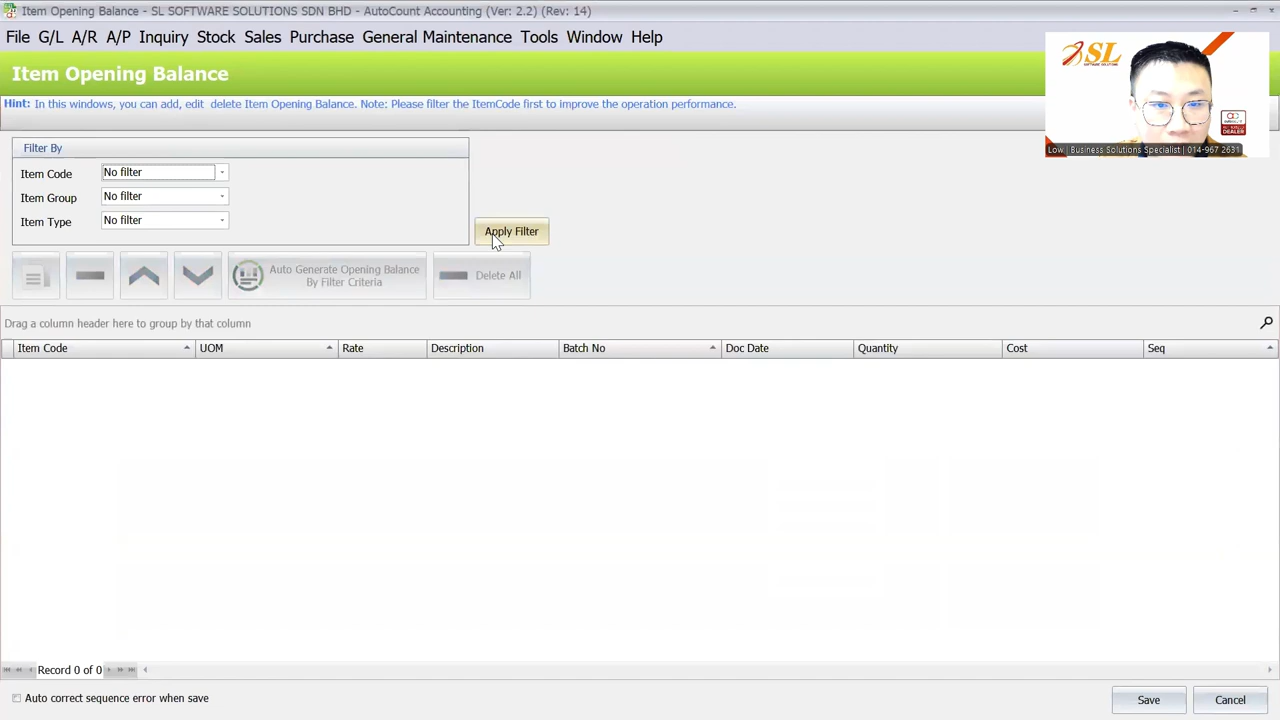 Item Opening Balance - SL SOFTWARE SOLUTIONS SDN BHD - AutoCount Accounting (Ver: 2.2) (Rev: 14)
File G/L A/R A/P Inquiry Stock Sales Purchase General Maintenance Tools Window Help
Item Opening Balance
Hint: In this windows, you can add, edit delete Item Opening Balance. Note: Please filter the ItemCode first to improve the operation performance.
SL
SOFTWARE SOLUTIONS
DEALER
Low | Business Solutions Specialist | 014-967 2631
Filter By
Item Code No filter
Item Group No filter
Item Type No filter
Apply Filter
Auto Generate Opening Balance
By Filter Criteria
Delete All
Drag a column header here to group by that column
Item Code UOM Rate Description Batch No Doc Date Quantity Cost Seq
Record 0 of 0
Auto correct sequence error when save
Save Cancel